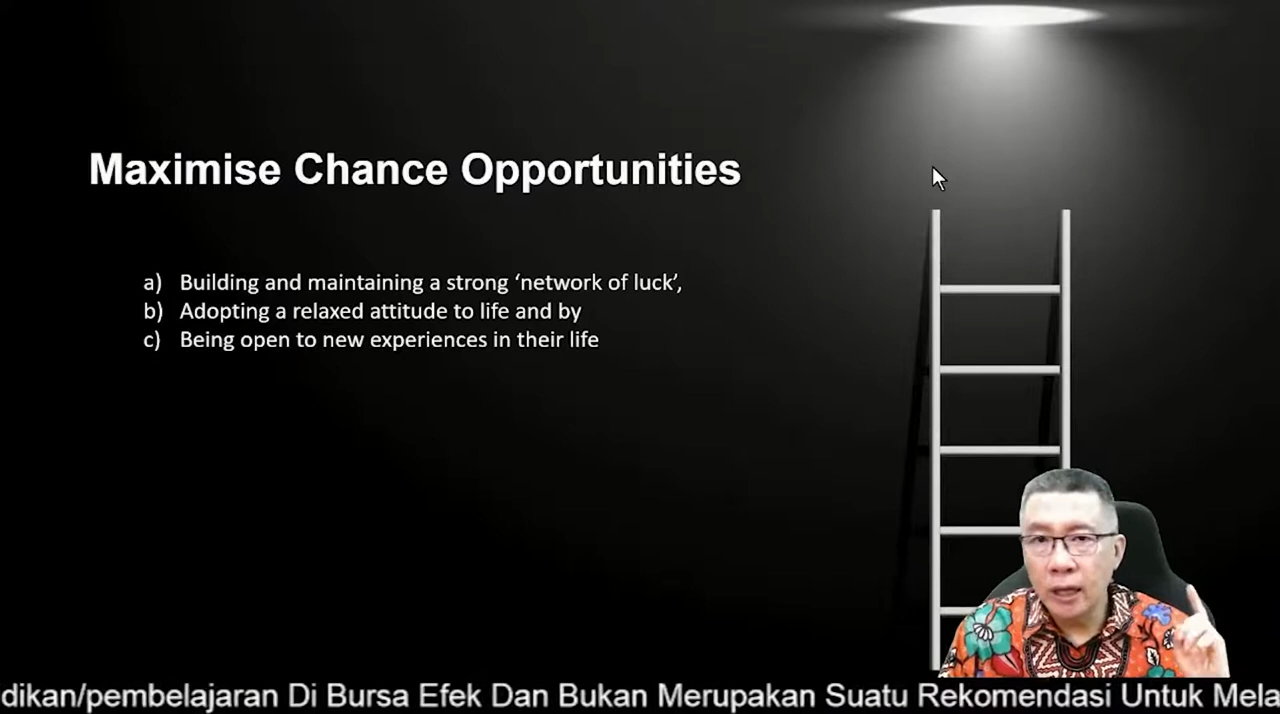 Maximise Chance Opportunities
a) Building and maintaining a strong ‘network of luck’,
b) Adopting a relaxed attitude to life and by
c) Being open to new experiences in their life
dikan/pembelajaran Di Bursa Efek Dan Bukan Merupakan Suatu Rekomendasi Untuk Mela